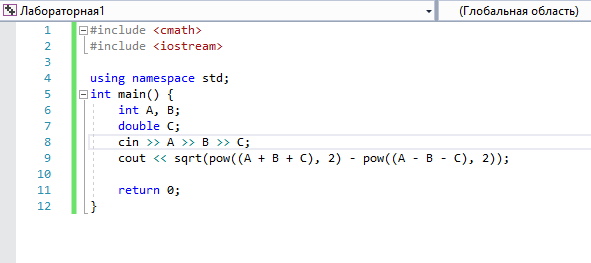 Лабораторная1 (Глобальная область)
1 #include <cmath>
2 #include <iostream>
3
4 using namespace std;
5 int main() {
6 int A, B;
7 double C;
8 cin >> A >> B >> C;
9 cout << sqrt(pow((A + B + C), 2) - pow((A - B - C), 2));
10
11 return 0;
12 }